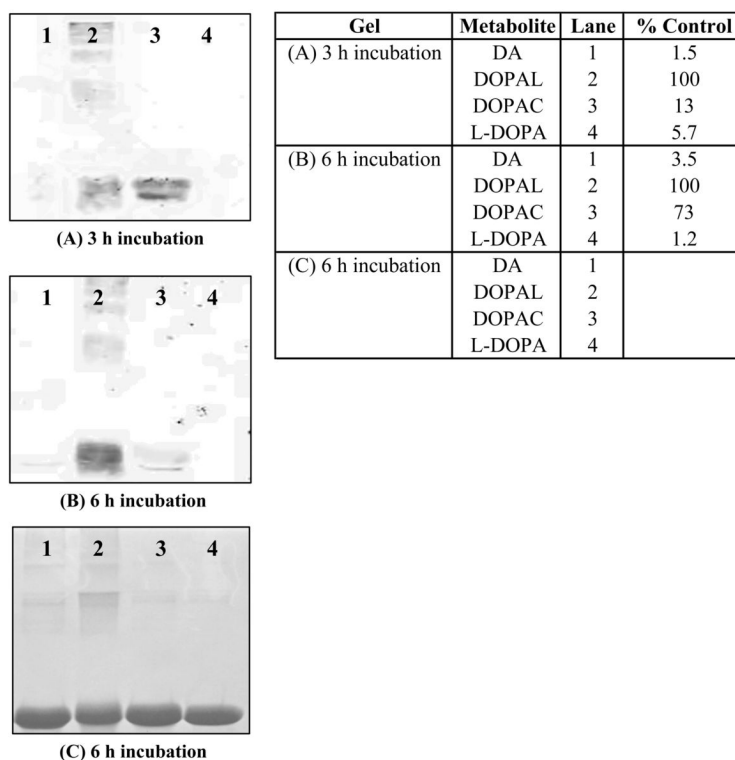 1 2 3 4
(A) 3 h incubation
1 2 3 4
(B) 6 h incubation
1 2 3 4
(C) 6 h incubation
Gel Metabolite Lane % Control
(A) 3 h incubation DA 1 1.5
DOPAL 2 100
DOPAC 3 13
L-DOPA 4 5.7
(B) 6 h incubation DA 1 3.5
DOPAL 2 100
DOPAC 3 73
L-DOPA 4 1.2
(C) 6 h incubation DA 1
DOPAL 2
DOPAC 3
L-DOPA 4